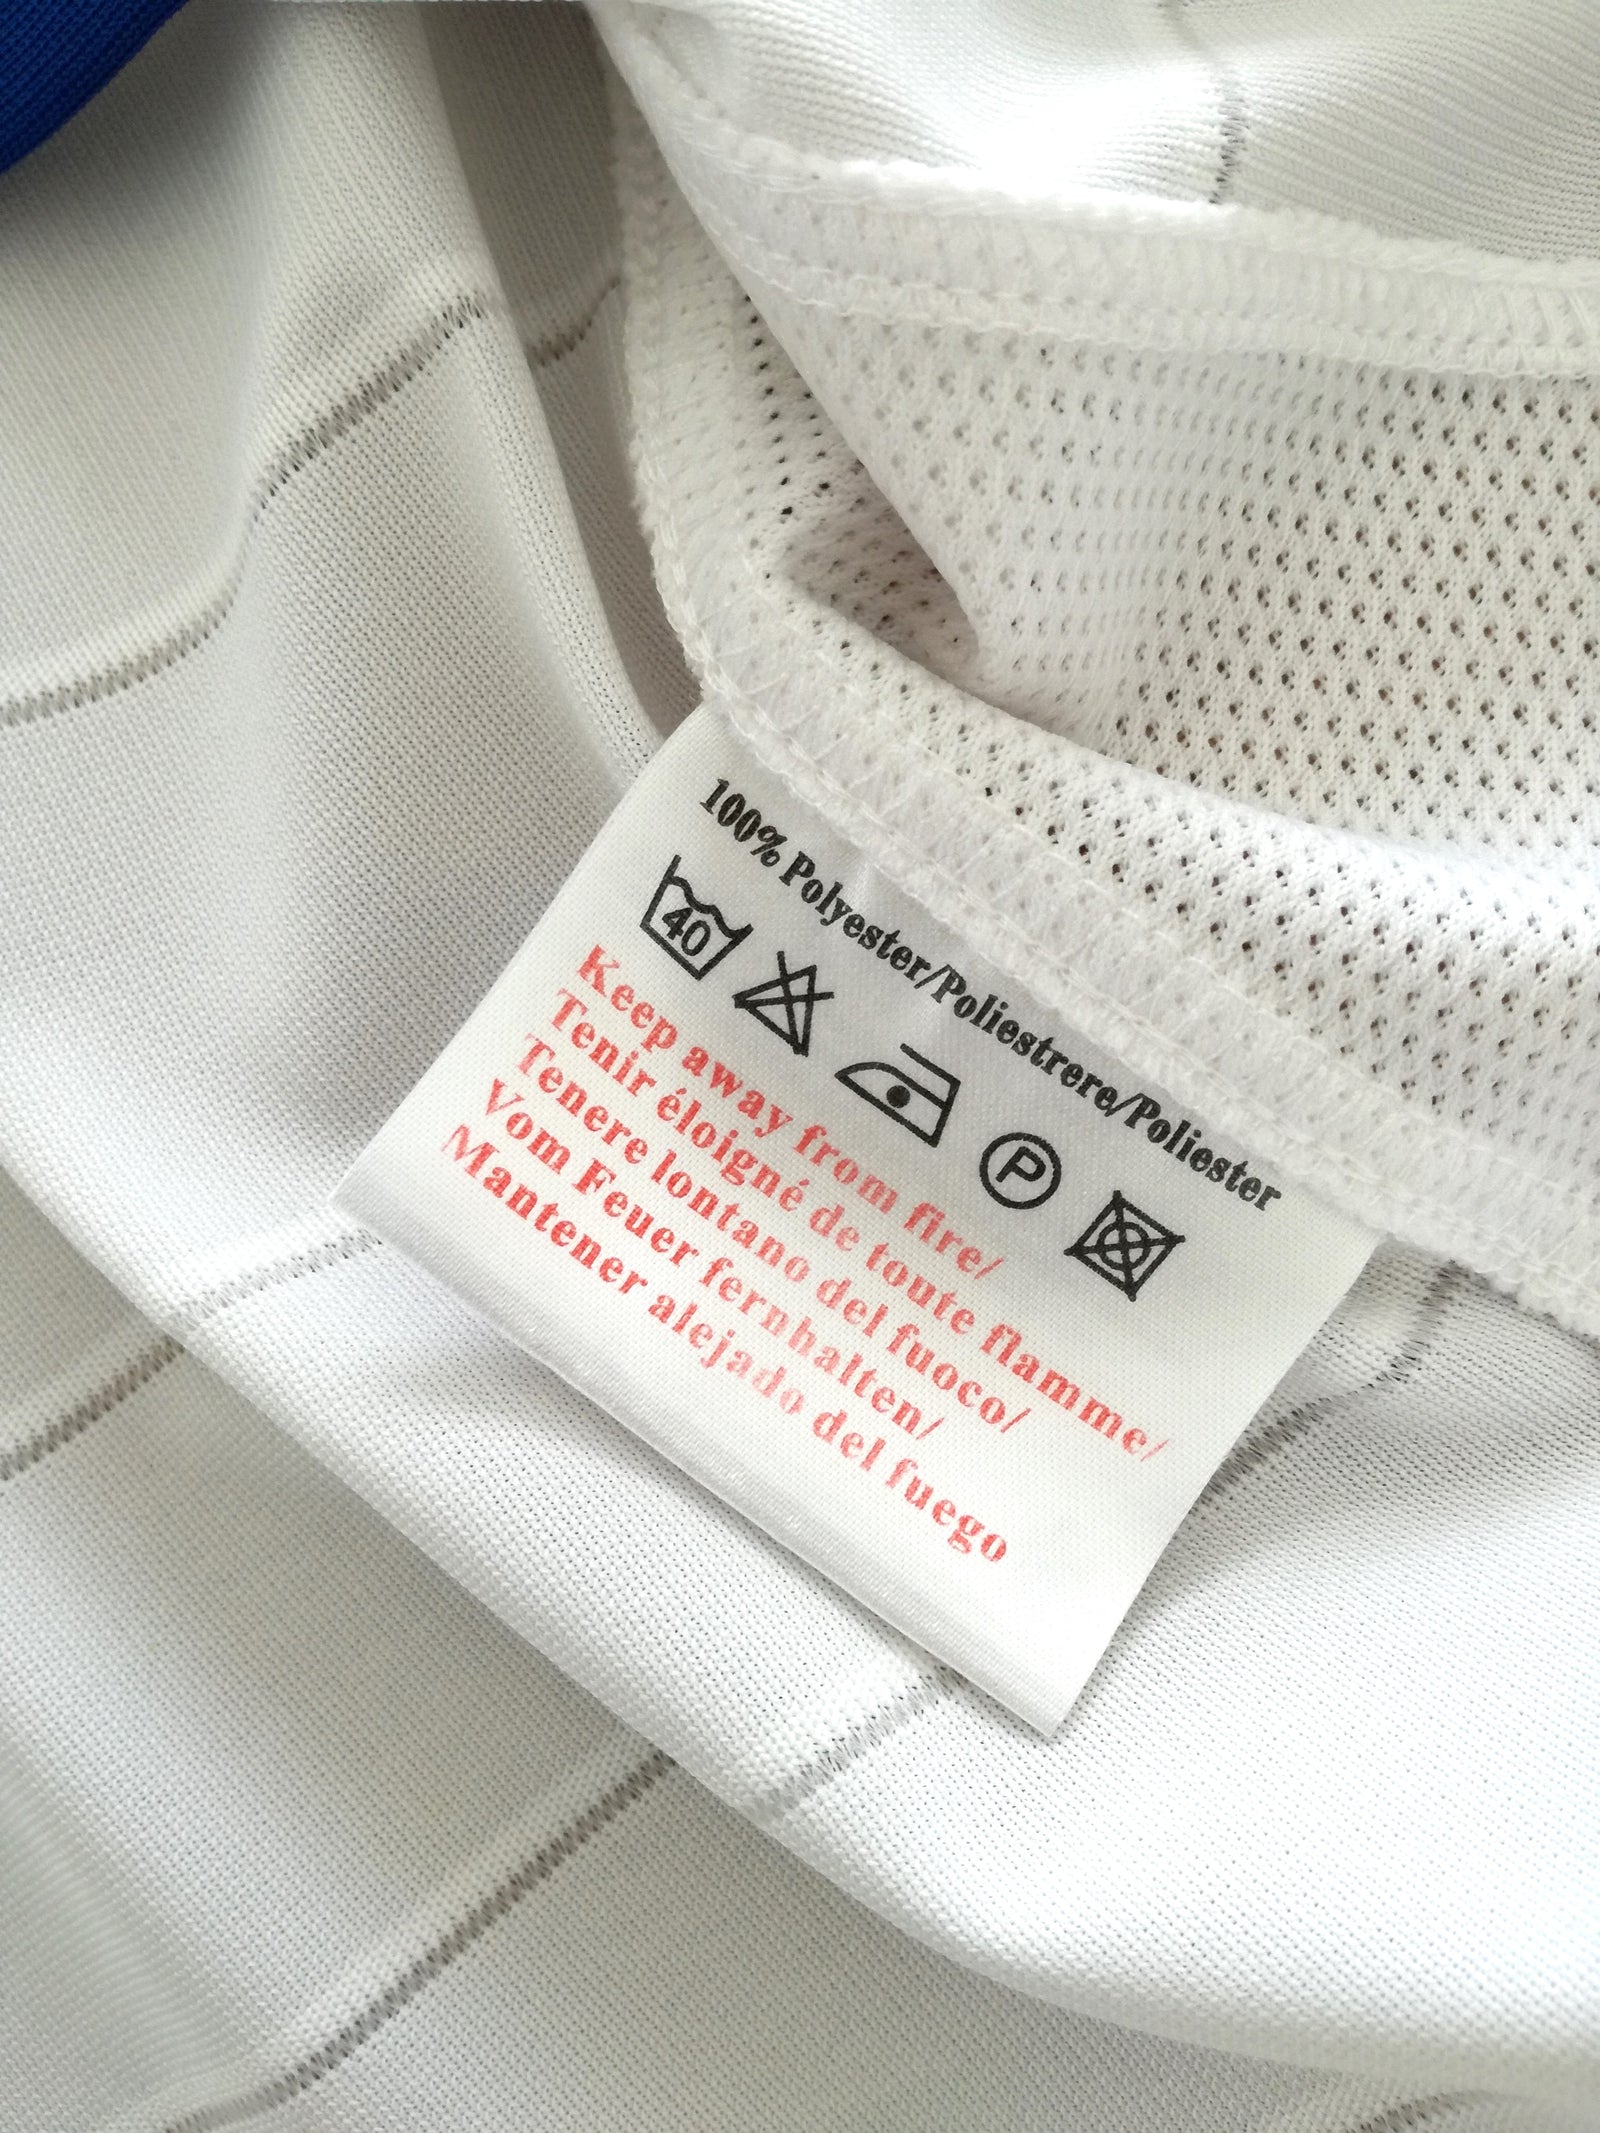 100% Polyester/Poliestrere/Poliester
40 P
Keep away from fire/
Tenir éloigné de toute flamme/
Tenere lontano del fuoco/
Vom Feuer fernhalten/
Mantener alejado del fuego